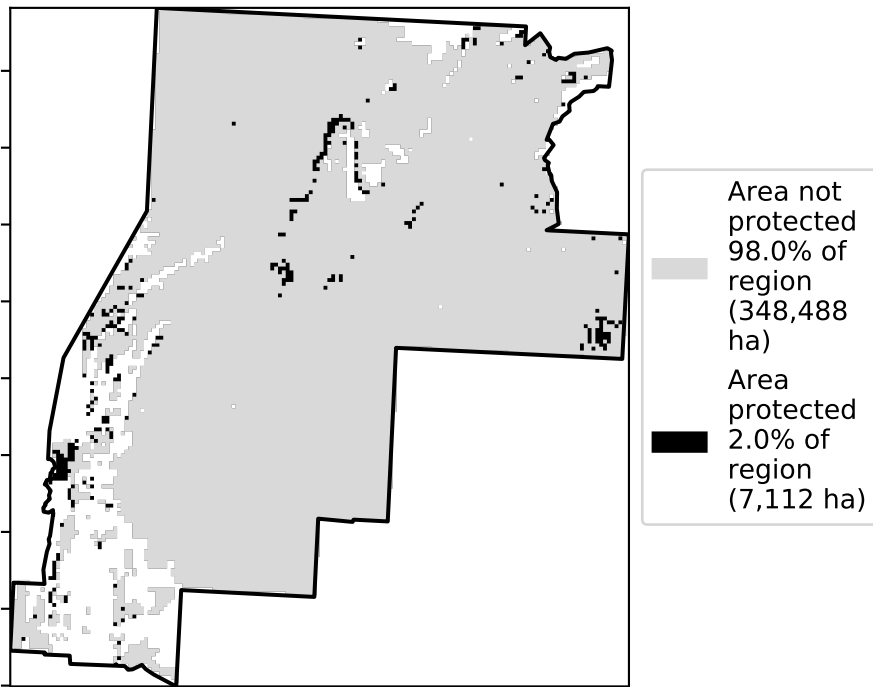 Area not
protected
98.0% of
region
(348,488
ha)
Area
protected
2.0% of
region
(7,112 ha)